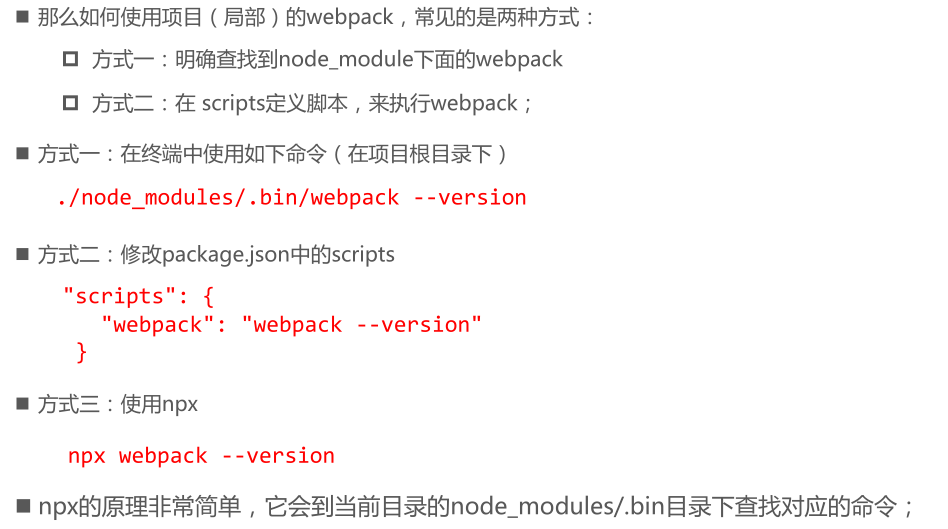 ■ 那么如何使用项目（局部）的webpack，常见的是两种方式：
方式一：明确查找到node_module下面的webpack
方式二：在 scripts定义脚本，来执行webpack；
■ 方式一：在终端中使用如下命令（在项目根目录下）
./node_modules/.bin/webpack --version
■ 方式二：修改package.json中的scripts
"scripts": {
"webpack": "webpack --version"
}
■ 方式三：使用npx
npx webpack --version
■ npx的原理非常简单，它会到当前目录的node_modules/.bin目录下查找对应的命令；